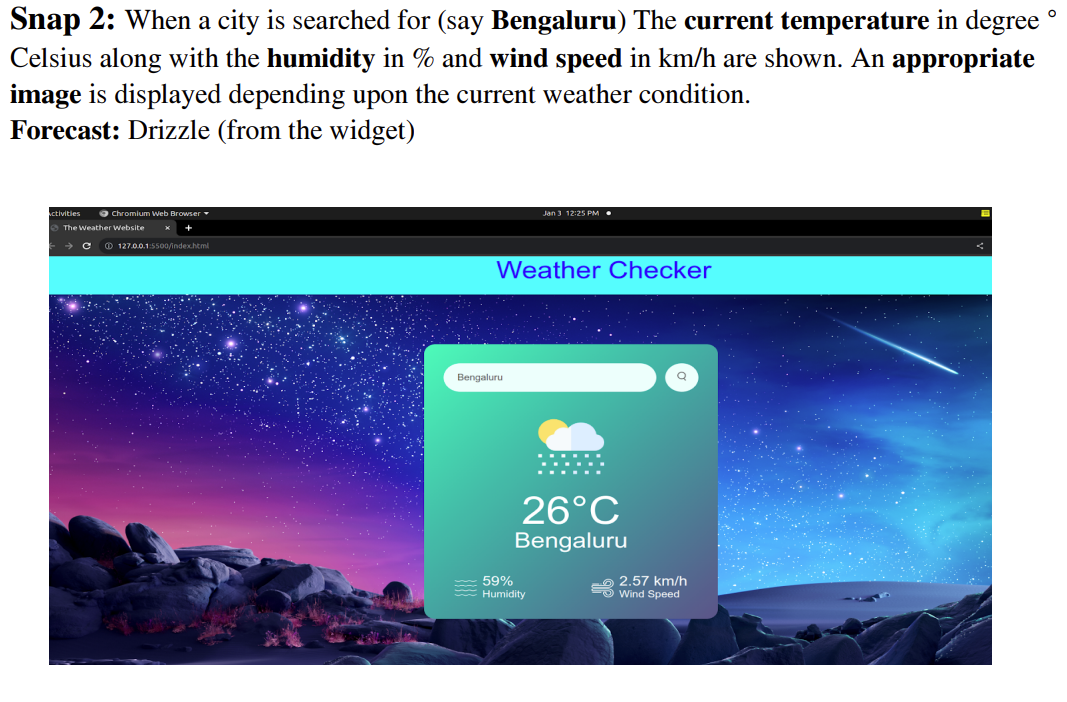 Snap 2: When a city is searched for (say Bengaluru) The current temperature in degree °
Celsius along with the humidity in % and wind speed in km/h are shown. An appropriate
image is displayed depending upon the current weather condition.
Forecast: Drizzle (from the widget)
Activities Chromium Web Browser Jan 3 12:25 PM
The Weather Website × +
127.0.0.1:5500/index.html
Weather Checker
Bengaluru
26°C
Bengaluru
59% 2.57 km/h
Humidity Wind Speed